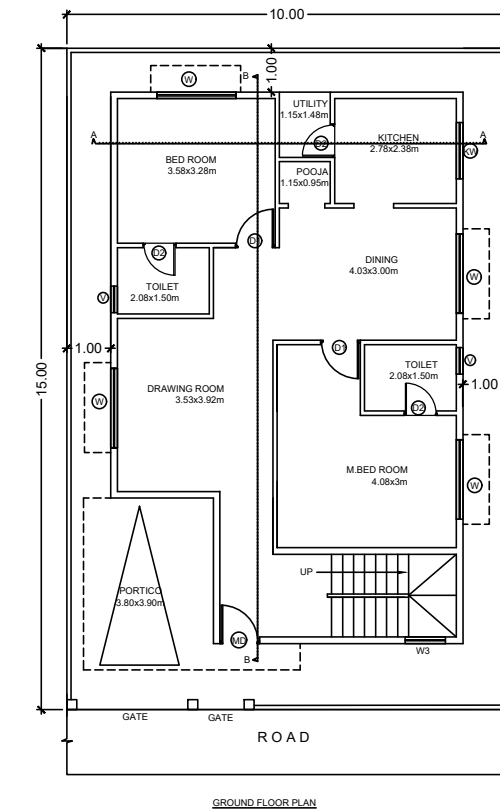 10.00
1.00
W
B
UTILITY
1.15x1.48m
A
A
D2
KITCHEN
2.78x2.38m
KW
BED ROOM
3.58x3.28m
POOJA
1.15x0.95m
D1
D2
DINING
4.03x3.00m
W
TOILET
2.08x1.50m
V
1.00
15.00
D1
V
TOILET
2.08x1.50m
1.00
DRAWING ROOM
3.53x3.92m
W
D2
M.BED ROOM
4.08x3m
W
UP
PORTICO
3.80x3.90m
MD
W3
B
GATE
GATE
ROAD
GROUND FLOOR PLAN